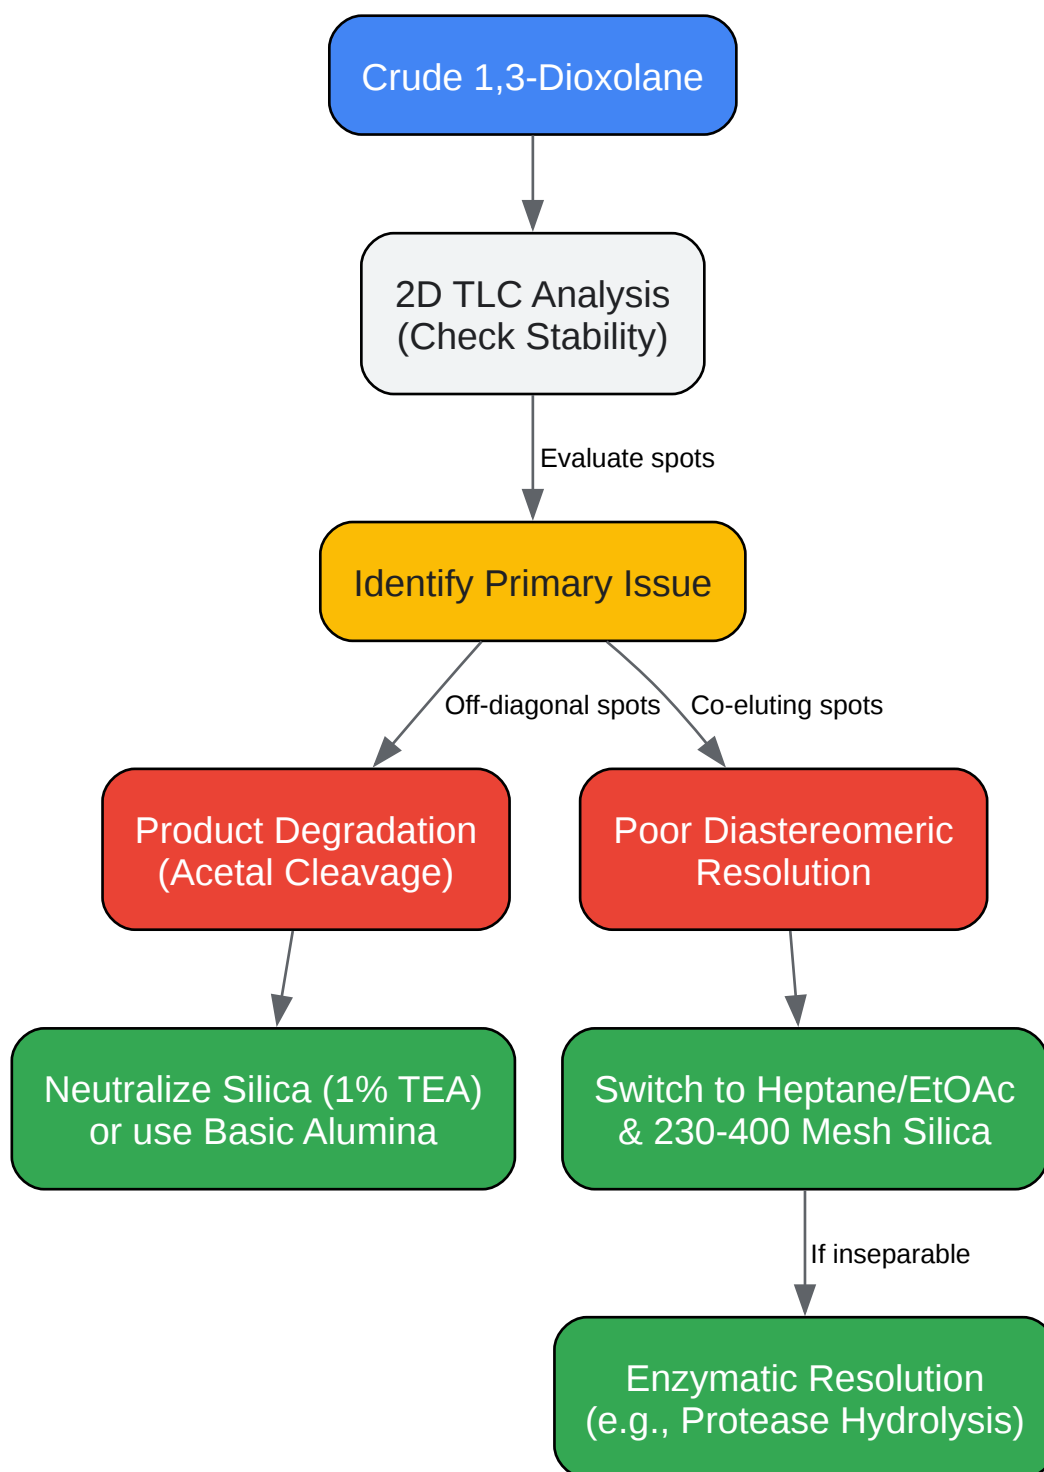 Crude 1,3-Dioxolane
2D TLC Analysis
(Check Stability)
Evaluate spots
Identify Primary Issue
Off-diagonal spots
Co-eluting spots
Product Degradation
(Acetal Cleavage)
Poor Diastereomeric
Resolution
Neutralize Silica (1% TEA)
or use Basic Alumina
Switch to Heptane/EtOAc
& 230-400 Mesh Silica
If inseparable
Enzymatic Resolution
(e.g., Protease Hydrolysis)